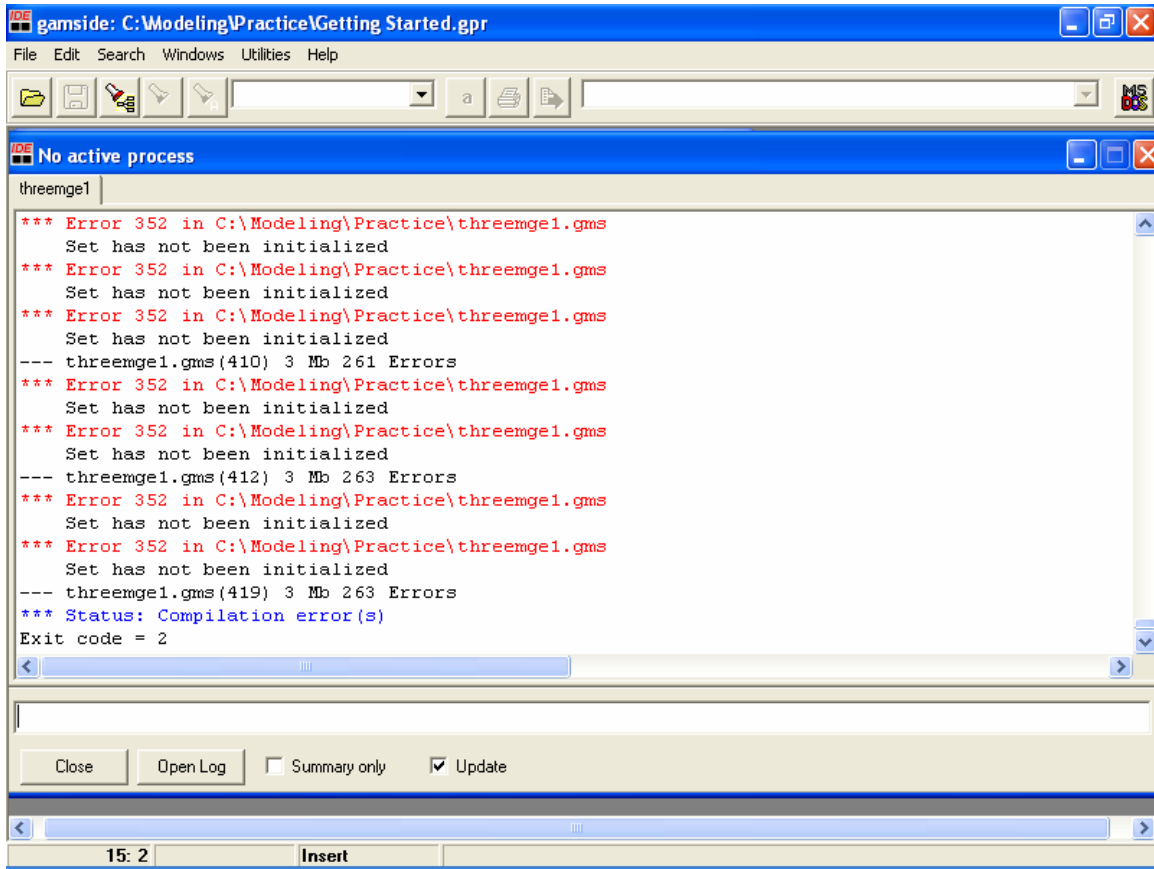 IDE gamside: C:\Modeling\Practice\Getting Started.gpr
File Edit Search Windows Utilities Help
a
MS
DOS
IDE No active process
threemge1
*** Error 352 in C:\Modeling\Practice\threemge1.gms
Set has not been initialized
*** Error 352 in C:\Modeling\Practice\threemge1.gms
Set has not been initialized
*** Error 352 in C:\Modeling\Practice\threemge1.gms
Set has not been initialized
--- threemge1.gms(410) 3 Mb 261 Errors
*** Error 352 in C:\Modeling\Practice\threemge1.gms
Set has not been initialized
*** Error 352 in C:\Modeling\Practice\threemge1.gms
Set has not been initialized
--- threemge1.gms(412) 3 Mb 263 Errors
*** Error 352 in C:\Modeling\Practice\threemge1.gms
Set has not been initialized
*** Error 352 in C:\Modeling\Practice\threemge1.gms
Set has not been initialized
--- threemge1.gms(419) 3 Mb 263 Errors
*** Status: Compilation error(s)
Exit code = 2
Close Open Log Summary only Update
15: 2 Insert